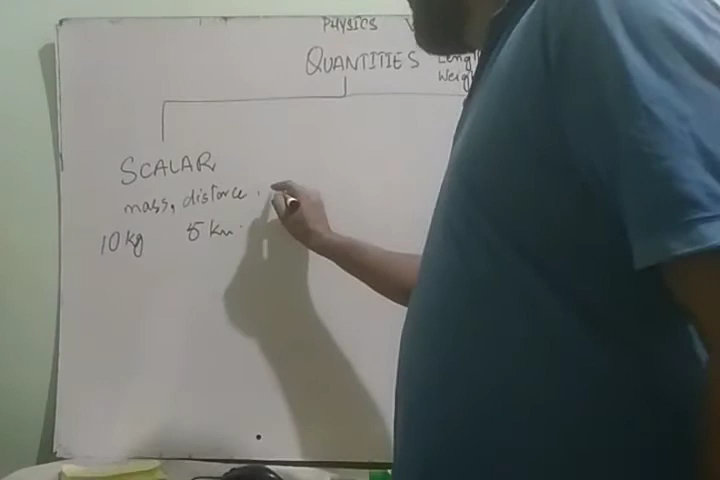 PHYSICS
QUANTITIES
SCALAR
mass, distance.
10 kg 5 km.